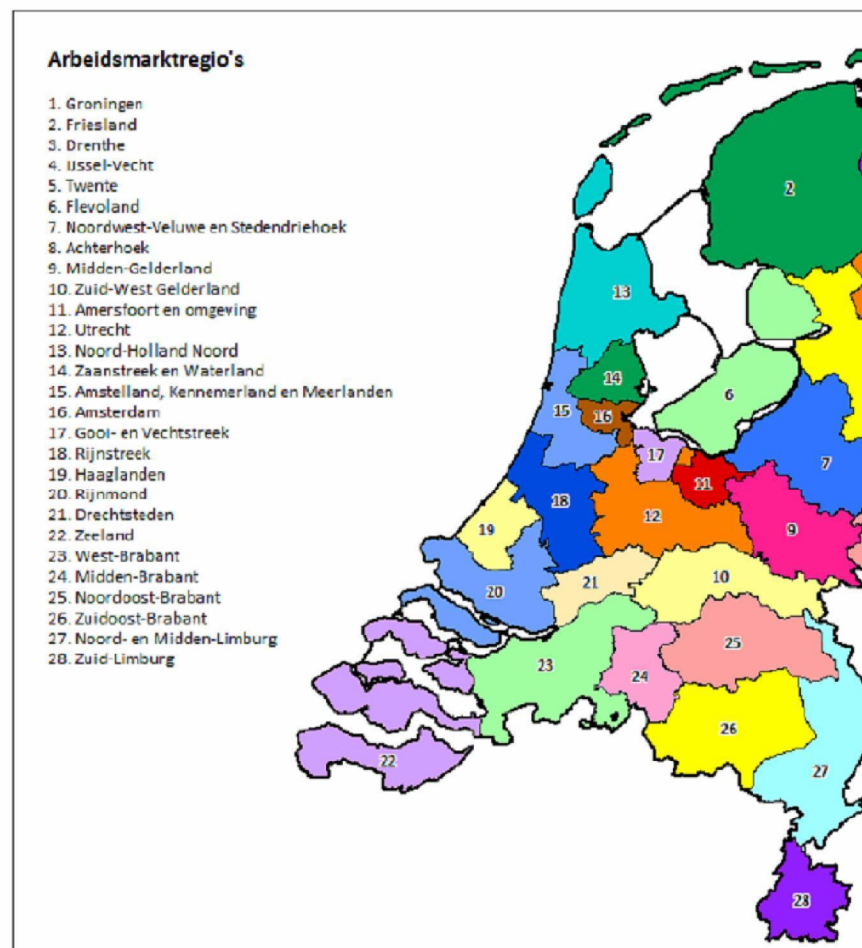 Arbeidsmarktregio's
1. Groningen
2. Friesland
3. Drenthe
4. IJssel-Vecht
5. Twente
6. Flevoland
7. Noordwest-Veluwe en Stedendriehoek
8. Achterhoek
9. Midden-Gelderland
10. Zuid-West Gelderland
11. Amersfoort en omgeving
12. Utrecht
13. Noord-Holland Noord
14. Zaanstreek en Waterland
15. Amstelland, Kennemerland en Meerlanden
16. Amsterdam
17. Gooi- en Vechtstreek
18. Rijnstreek
19. Haaglanden
20. Rijnmond
21. Drechtsteden
22. Zeeland
23. West-Brabant
24. Midden-Brabant
25. Noordoost-Brabant
26. Zuidoost-Brabant
27. Noord- en Midden-Limburg
28. Zuid-Limburg
2
13
14
6
15
16
17
7
11
18
12
9
19
10
21
20
25
23
24
26
22
27
28